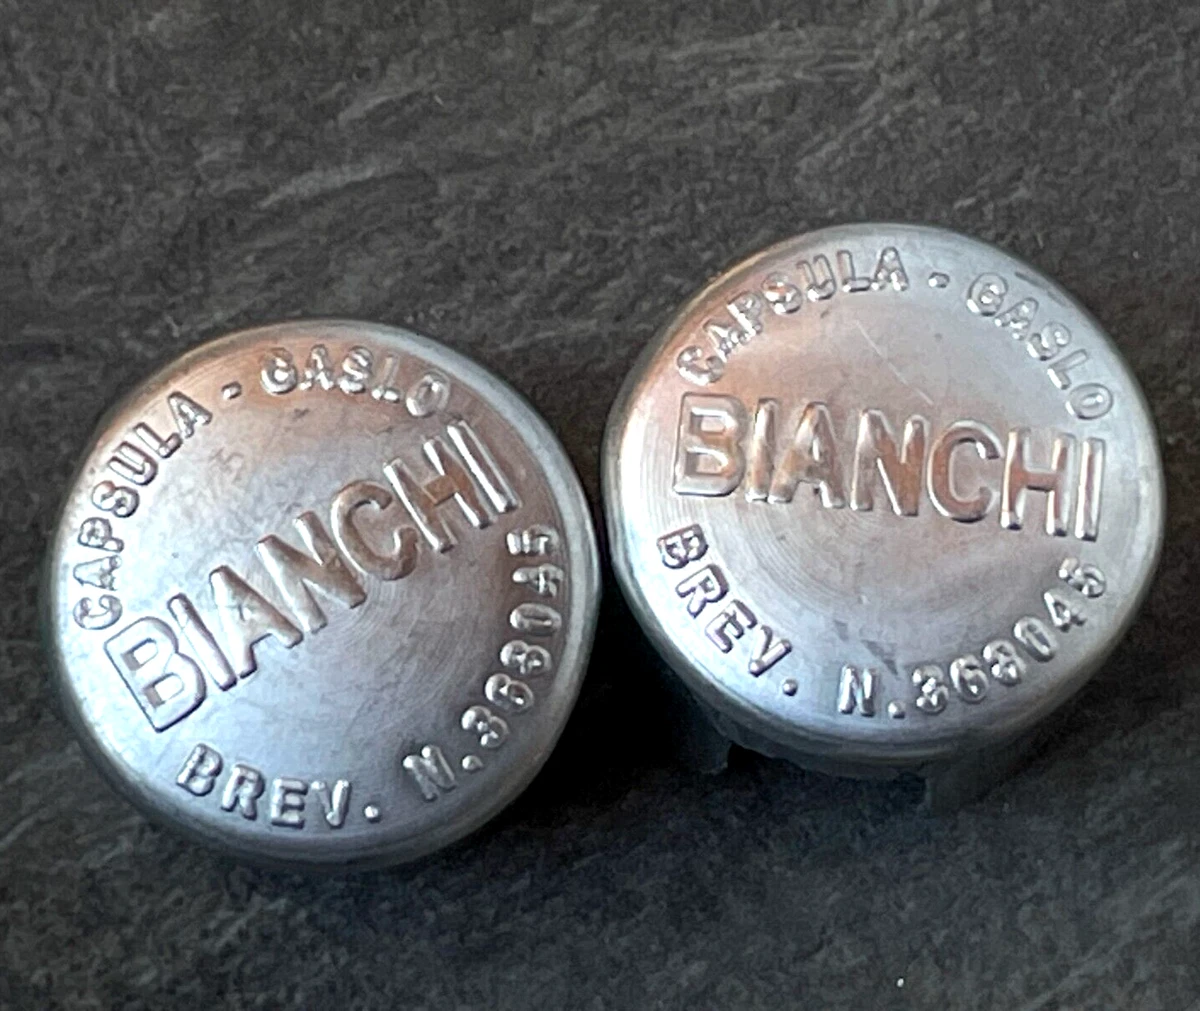 CAPSULA - GASLO
BIANCHI
BREV. N.368045
CAPSULA - GASLO
BIANCHI
BREV. N.368045